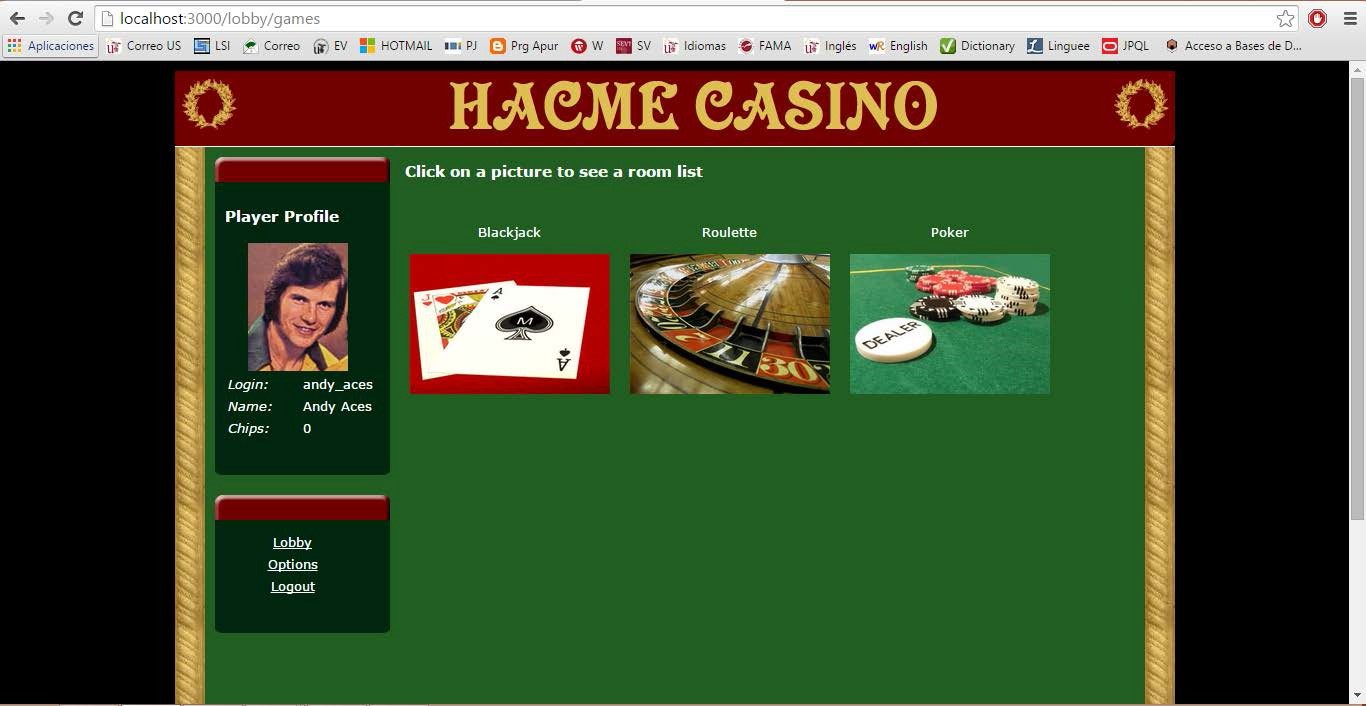 localhost:3000/lobby/games
Aplicaciones Correo US LSI Correo EV HOTMAIL PJ Prg Apur W SV Idiomas FAMA Inglés English Dictionary Linguee JPQL Acceso a Bases de D...
HACME CASINO
Click on a picture to see a room list
Player Profile
Login: andy_aces
Name: Andy Aces
Chips: 0
Lobby
Options
Logout
Blackjack Roulette Poker
J A M A
11 30
DEALER